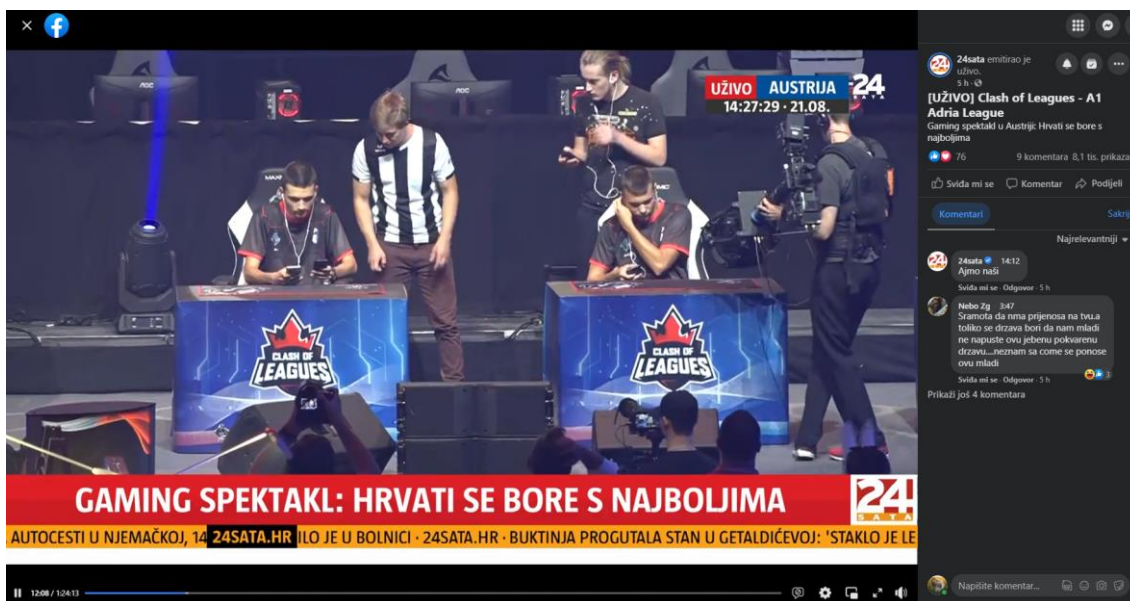 UŽIVO AUSTRIJA
14:27:29 · 21.08.
24
SATA
AOC
AOC
CLASH OF
LEAGUES
CLASH OF
LEAGUES
GAMING SPEKTAKL: HRVATI SE BORE S NAJBOLJIMA
24
SATA
AUTOCESTI U NJEMAČKOJ, 14 24SATA.HR ILO JE U BOLNICI · 24SATA.HR · BUKTINJA PROGUTALA STAN U GETALDIĆEVOJ: 'STAKLO JE LE
12:08 / 1:24:13
24sata emitirao je
uživo.
5 h ·
[UŽIVO] Clash of Leagues - A1
Adria League
Gaming spektakl u Austriji: Hrvati se bore s
najboljima
76 9 komentara 8,1 tis. prikaza
Sviđa mi se Komentar Podijeli
Komentari Sakrij
Najrelevantniji
24sata 14:12
Ajmo naši
Sviđa mi se · Odgovor · 5 h
Nebo Zg 3:47
Sramota da nma prijenosa na tvu.a
toliko se drzava bori da nam mladi
ne napuste ovu jebenu pokvarenu
drzavu....neznam sa come se ponose
ovu mladi
3
Sviđa mi se · Odgovor · 5 h
Prikaži još 4 komentara
Napišite komentar...